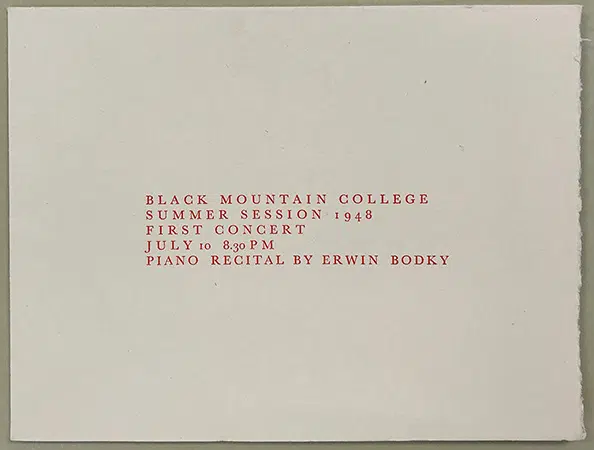 BLACK MOUNTAIN COLLEGE
SUMMER SESSION 1948
FIRST CONCERT
JULY 10 8.30 PM
PIANO RECITAL BY ERWIN BODKY